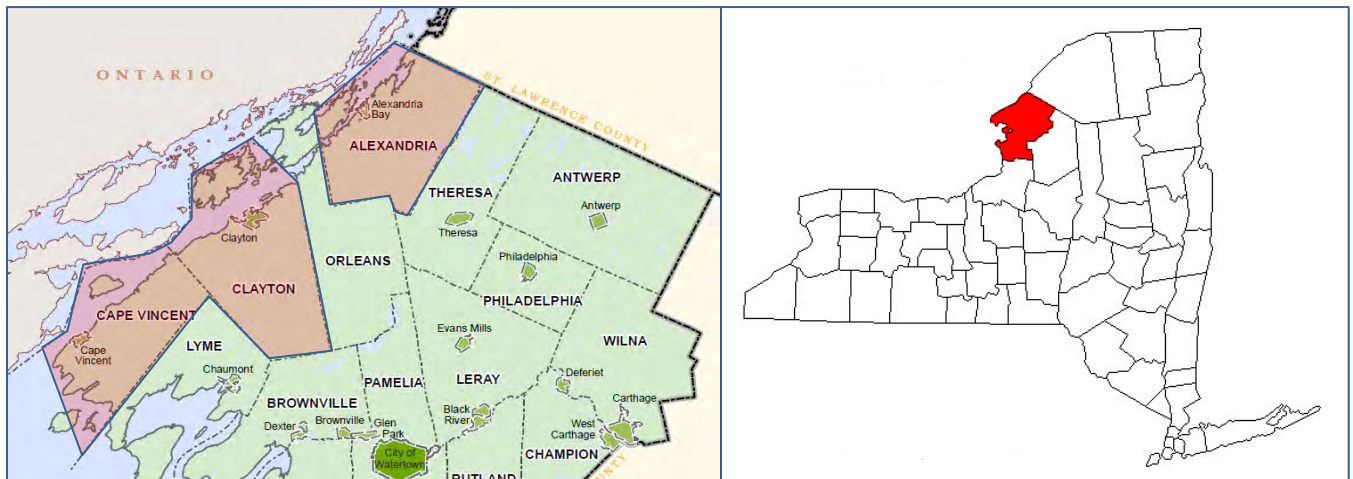 ONTARIO
ST. LAWRENCE COUNTY
Alexandria
Bay
ALEXANDRIA
THERESA
ANTWERP
Theresa
Antwerp
Clayton
ORLEANS
Philadelphia
CLAYTON
PHILADELPHIA
CAPE VINCENT
Cape
Vincent
LYME
Evans Mills
WILNA
Chaumont
PAMELIA
LERAY
Deferiet
BROWNVILLE
Carthage
Dexter
Brownville
Glen
Park
Black
River
West
Carthage
City of
Watertown
CHAMPION
RUTLAND
COUNTY